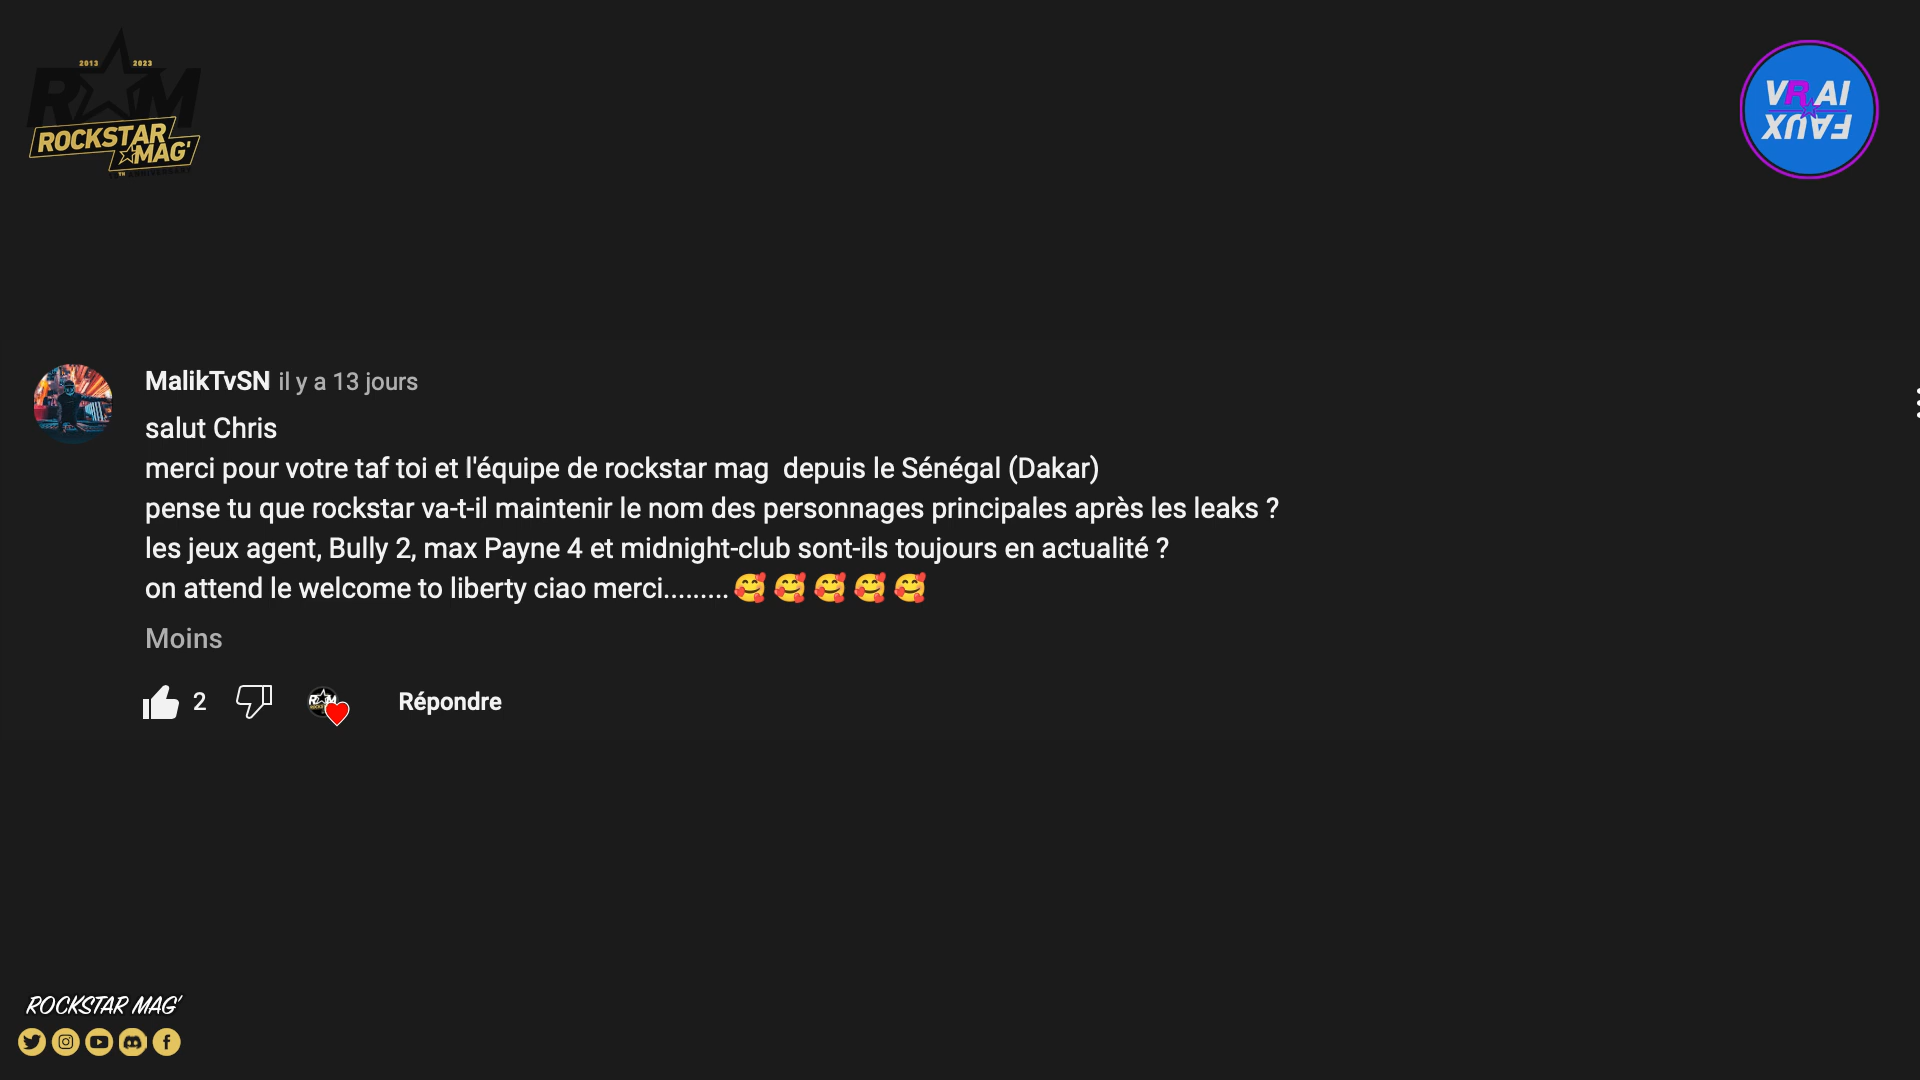 2013 2023
RM
ROCKSTAR
MAG'
TH ANNIVERSARY
VRAI
FAUX
MalikTvSN il y a 13 jours
salut Chris
merci pour votre taf toi et l'équipe de rockstar mag  depuis le Sénégal (Dakar)
pense tu que rockstar va-t-il maintenir le nom des personnages principales après les leaks ?
les jeux agent, Bully 2, max Payne 4 et midnight-club sont-ils toujours en actualité ?
on attend le welcome to liberty ciao merci.........🥰🥰🥰🥰🥰
Moins
2 Répondre
ROCKSTAR MAG'